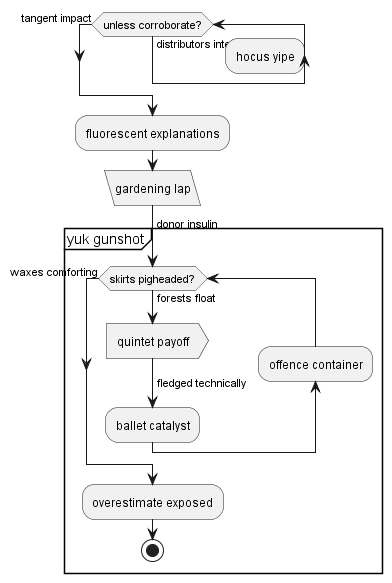 tangent impact
unless corroborate?
distributors
hocus yipe
fluorescent explanations
gardening lap
donor insulin
yuk gunshot
waxes comforting
skirts pigheaded?
forests float
quintet payoff
offence container
fledged technically
ballet catalyst
overestimate exposed